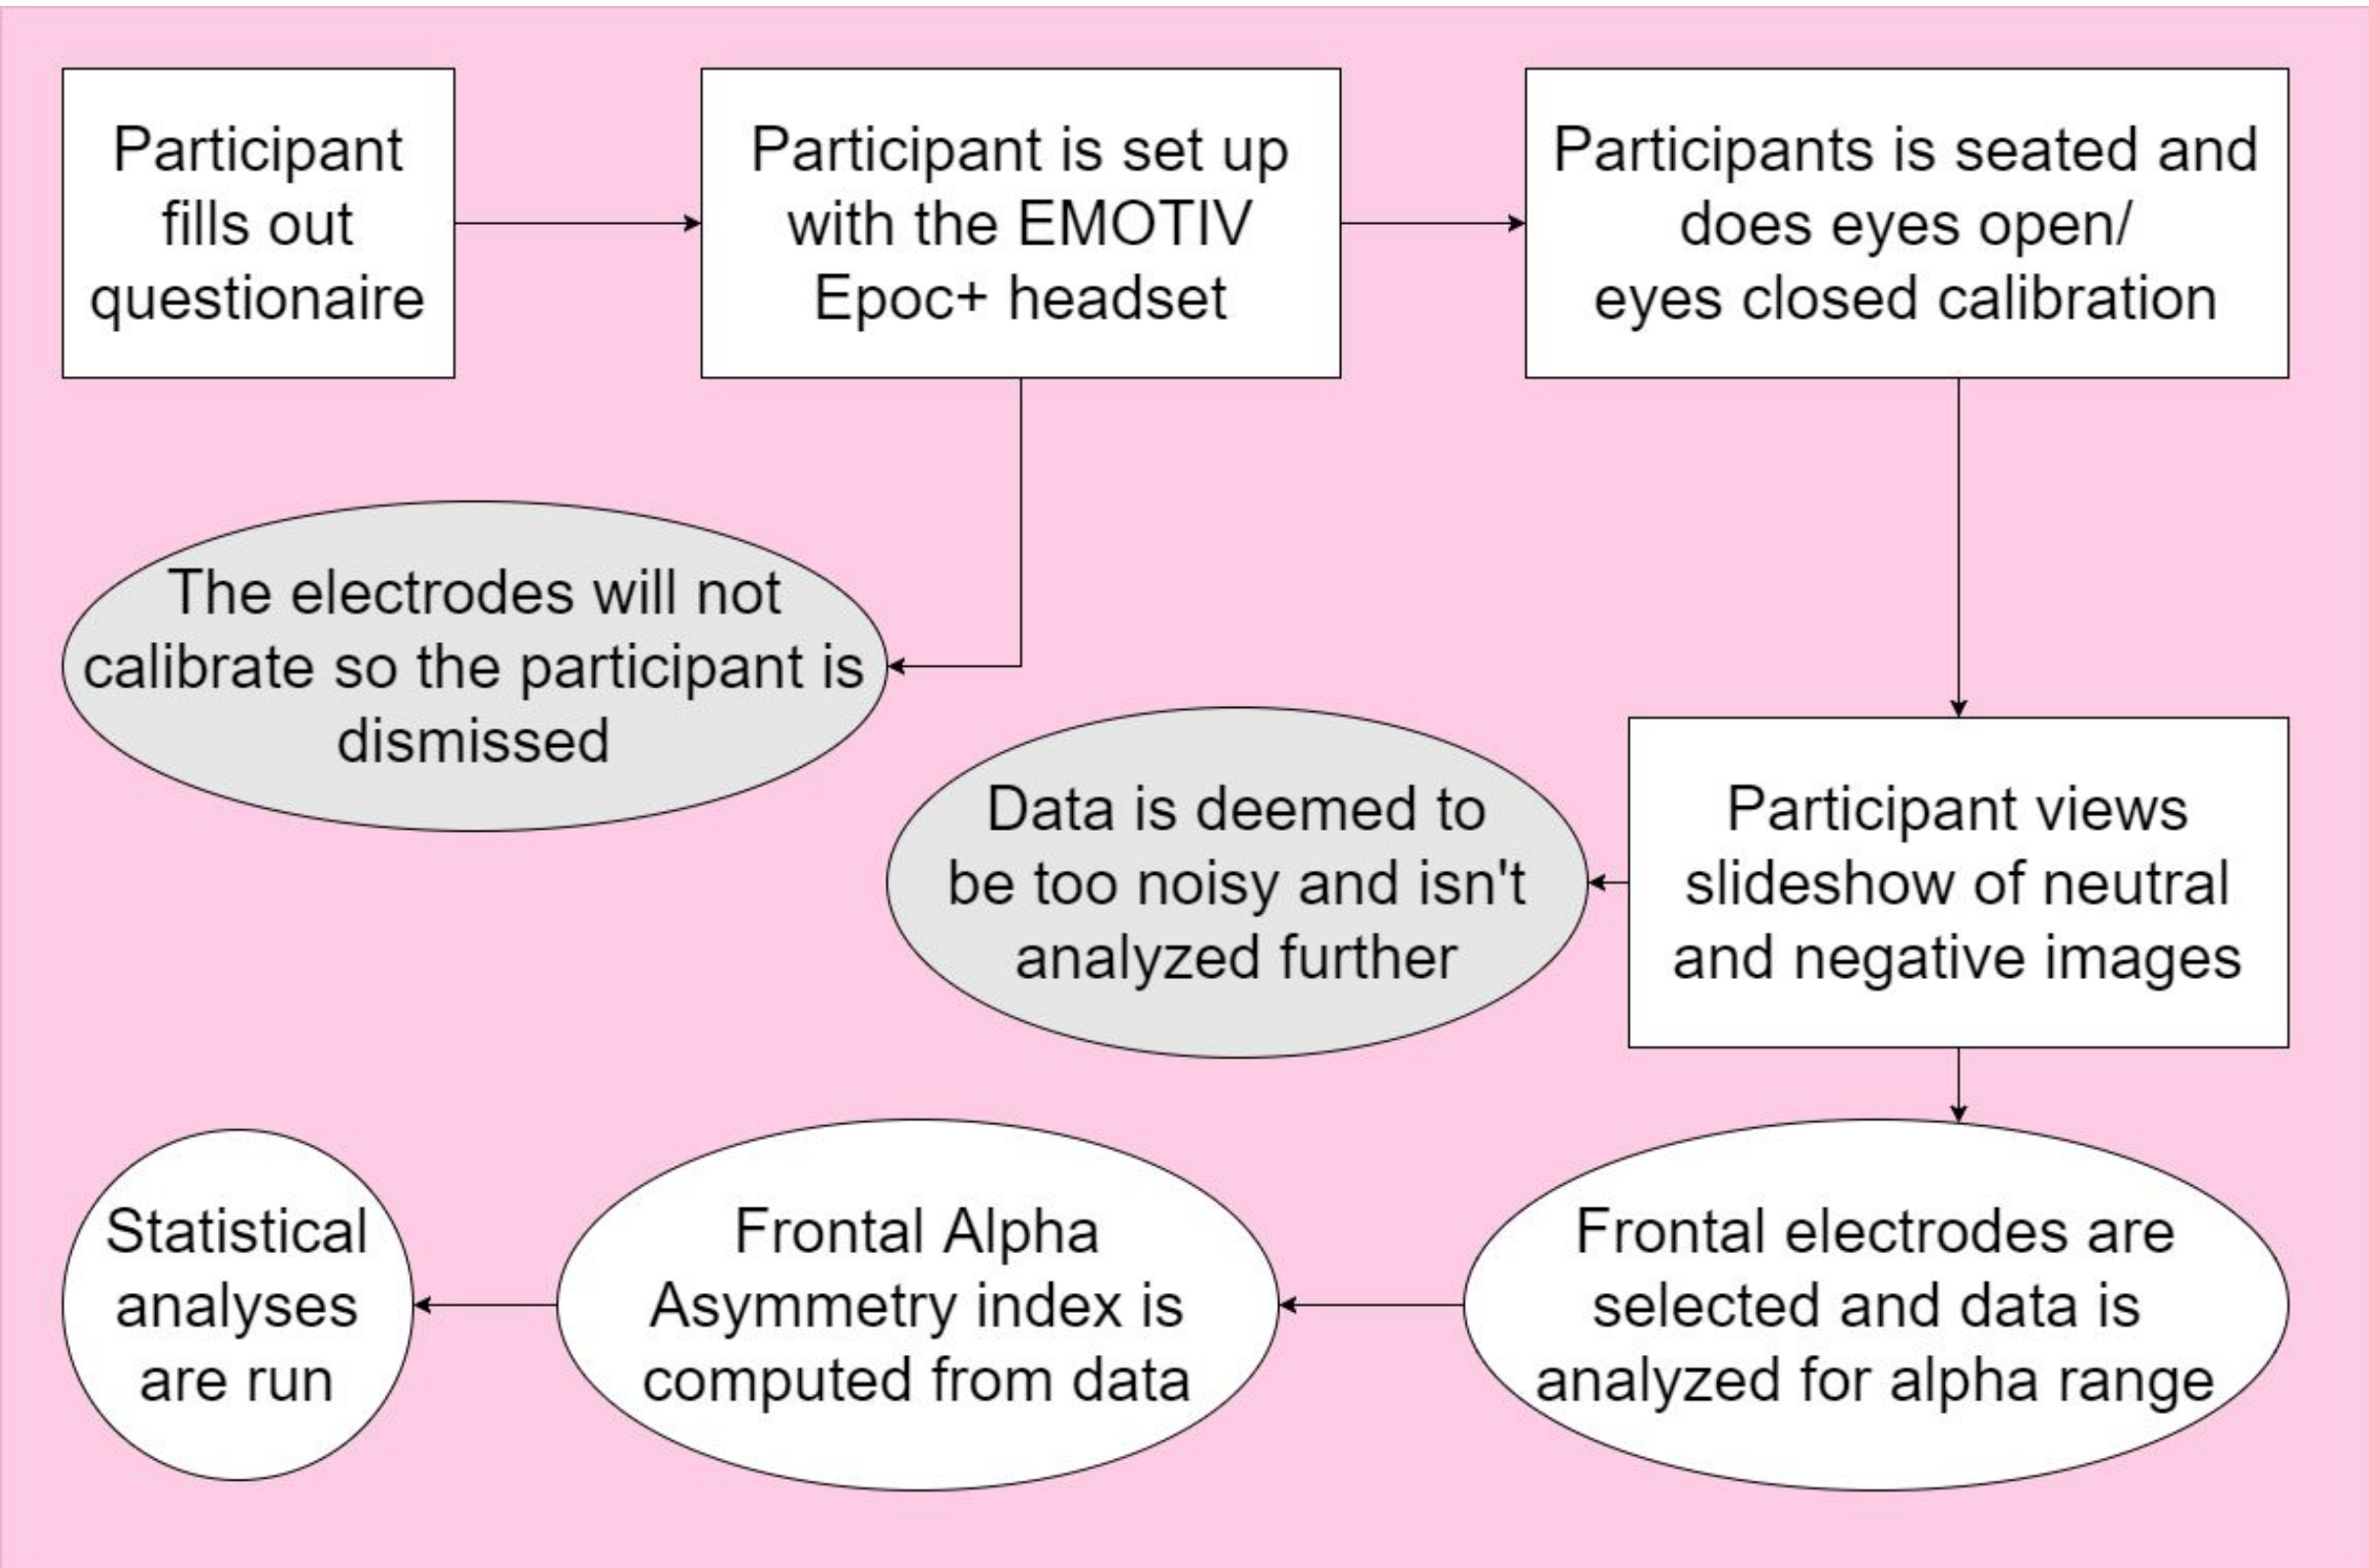 Participant
fills out
questionaire
Participant is set up
with the EMOTIV
Epoc+ headset
Participants is seated and
does eyes open/
eyes closed calibration
The electrodes will not
calibrate so the participant is
dismissed
Data is deemed to
be too noisy and isn't
analyzed further
Participant views
slideshow of neutral
and negative images
Statistical
analyses
are run
Frontal Alpha
Asymmetry index is
computed from data
Frontal electrodes are
selected and data is
analyzed for alpha range